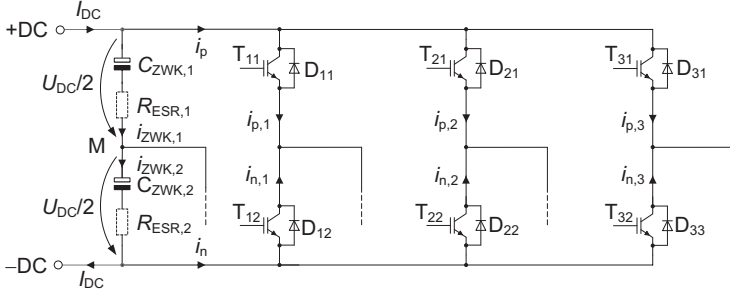 I_DC
+DC
i_p
T_11
D_11
T_21
D_21
T_31
D_31
C_ZWK,1
U_DC/2
R_ESR,1
i_ZWK,1
i_p,1
i_p,2
i_p,3
M
i_ZWK,2
C_ZWK,2
i_n,1
i_n,2
i_n,3
U_DC/2
R_ESR,2
T_12
D_12
T_22
D_22
T_32
D_33
i_n
–DC
I_DC